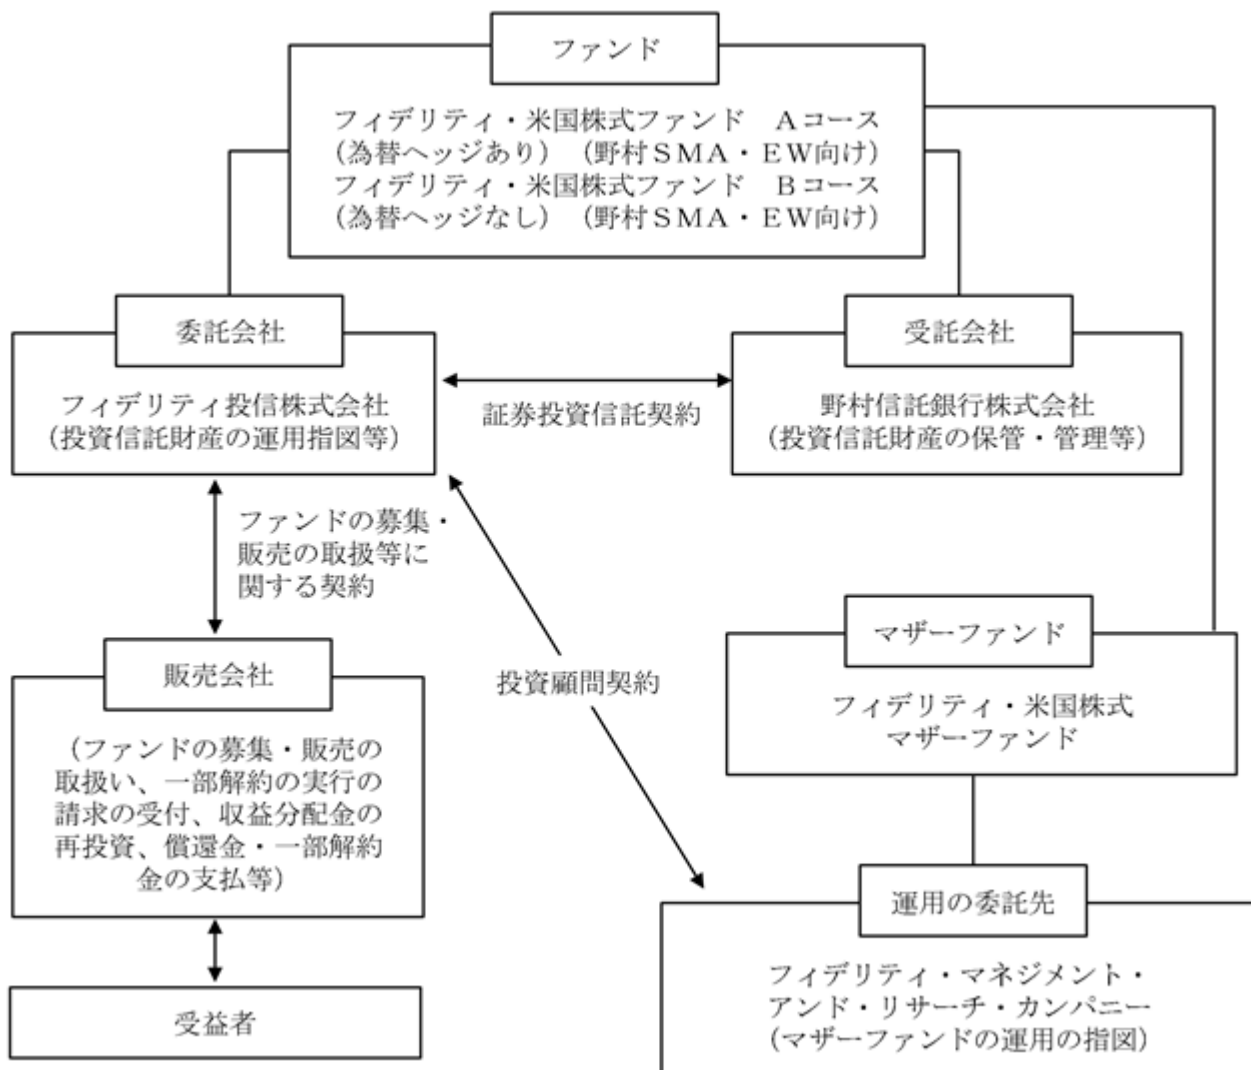 ファンド
フィデリティ・米国株式ファンド　Ａコース
（為替ヘッジあり）（野村ＳＭＡ・ＥＷ向け）
フィデリティ・米国株式ファンド　Ｂコース
（為替ヘッジなし）（野村ＳＭＡ・ＥＷ向け）
委託会社
フィデリティ投信株式会社
（投資信託財産の運用指図等）
証券投資信託契約
受託会社
野村信託銀行株式会社
（投資信託財産の保管・管理等）
ファンドの募集・
販売の取扱等に
関する契約
投資顧問契約
マザーファンド
フィデリティ・米国株式
マザーファンド
販売会社
（ファンドの募集・販売の
取扱い、一部解約の実行の
請求の受付、収益分配金の
再投資、償還金・一部解約
金の支払等）
運用の委託先
フィデリティ・マネジメント・
アンド・リサーチ・カンパニー
（マザーファンドの運用の指図）
受益者